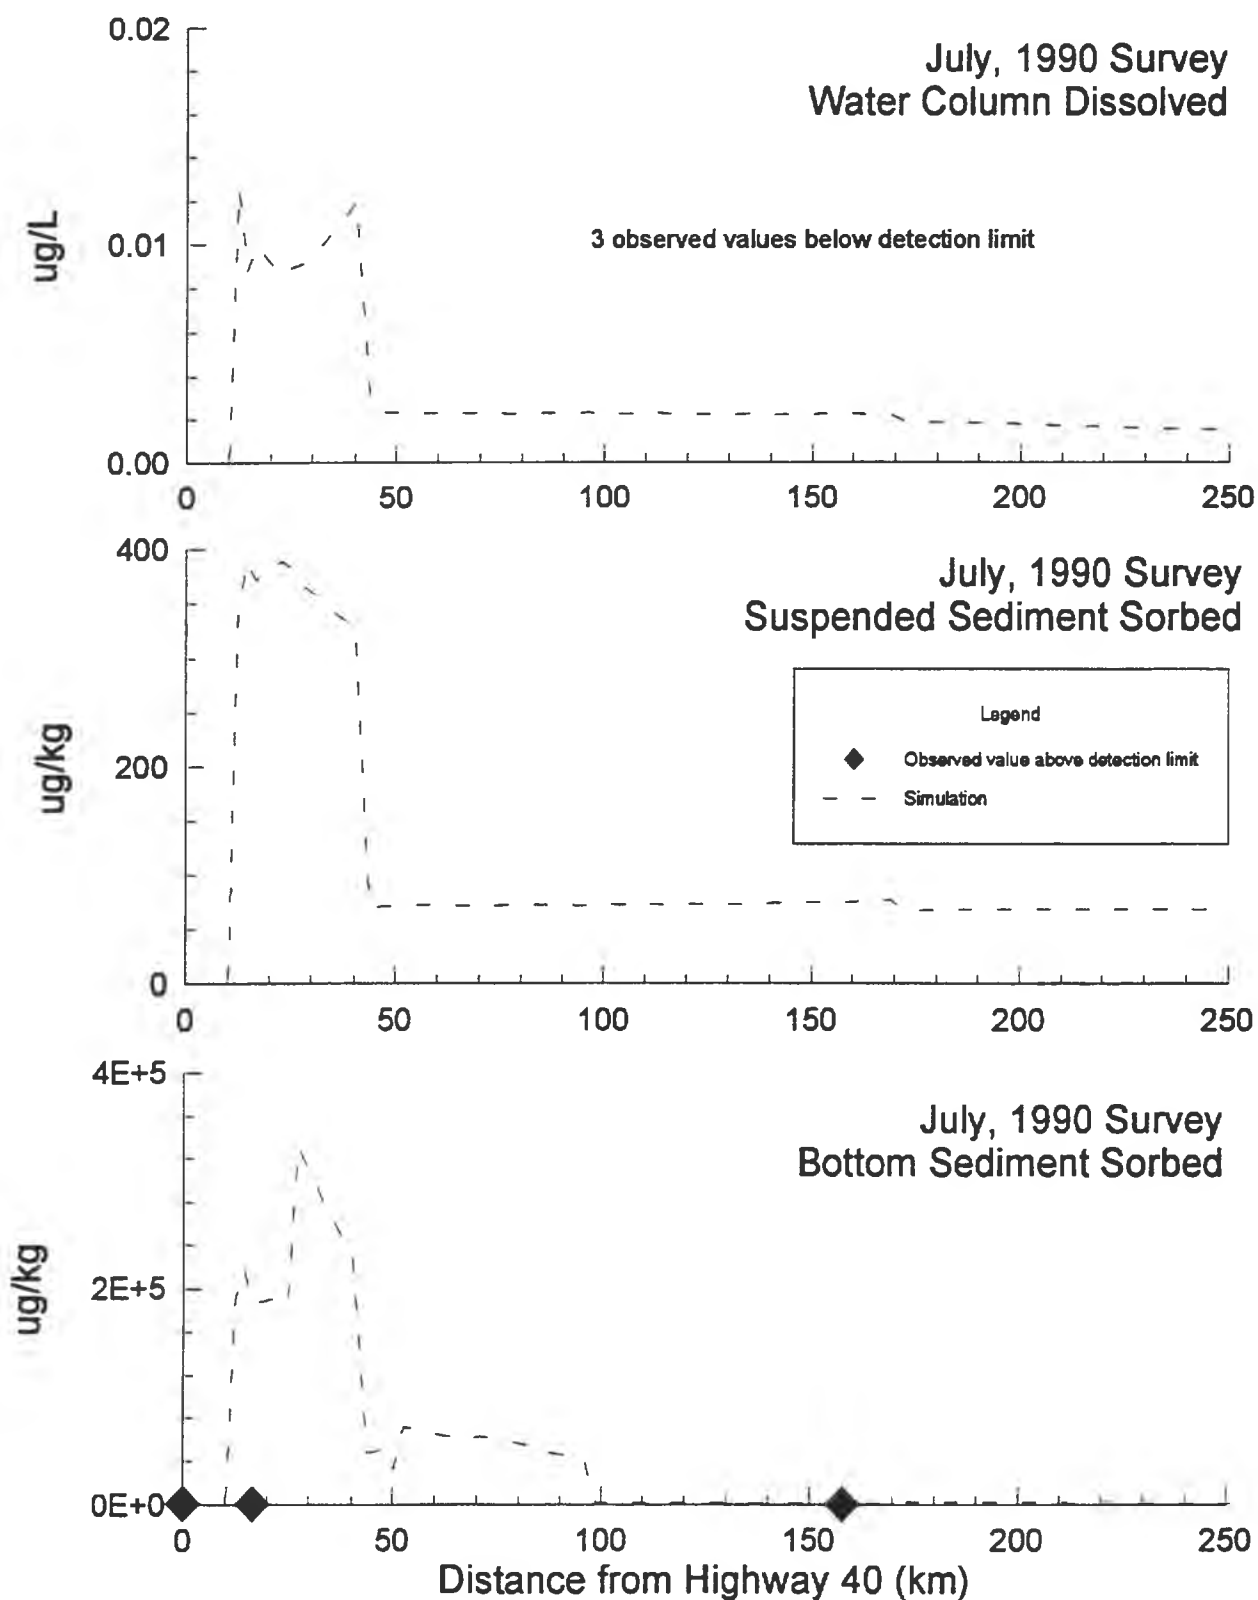 0.02
July, 1990 Survey
Water Column Dissolved
ug/L
0.01
3 observed values below detection limit
0.00
0 50 100 150 200 250
400
July, 1990 Survey
Suspended Sediment Sorbed
Legend
ug/kg
200
Observed value above detection limit
Simulation
0
0 50 100 150 200 250
4E+5
July, 1990 Survey
Bottom Sediment Sorbed
ug/kg
2E+5
0E+0
0 50 100 150 200 250
Distance from Highway 40 (km)